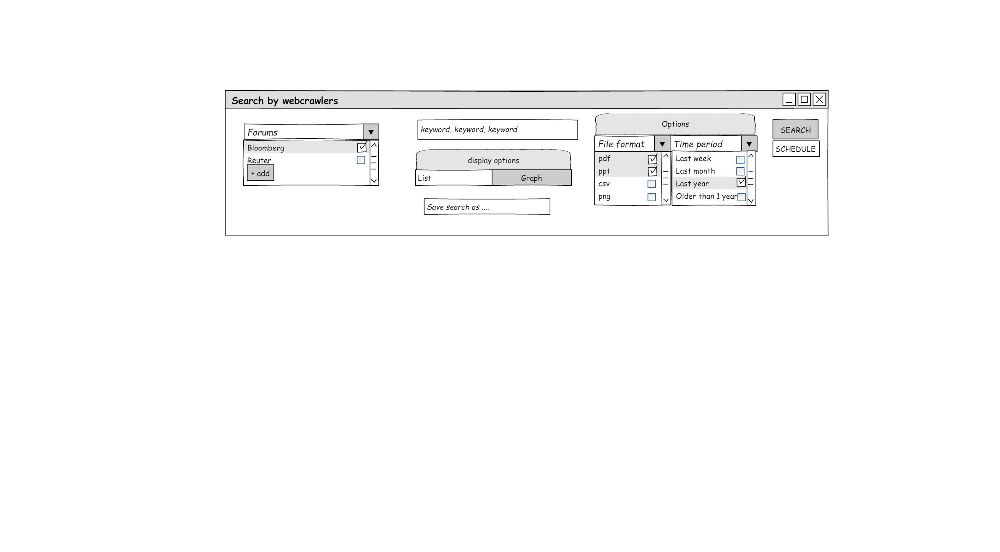 Search by webcrawlers
Forums
Bloomberg
Reuter
+ add
keyword, keyword, keyword
display options
List
Graph
Save search as ....
Options
File format
pdf
ppt
csv
png
Time period
Last week
Last month
Last year
Older than 1 year
SEARCH
SCHEDULE